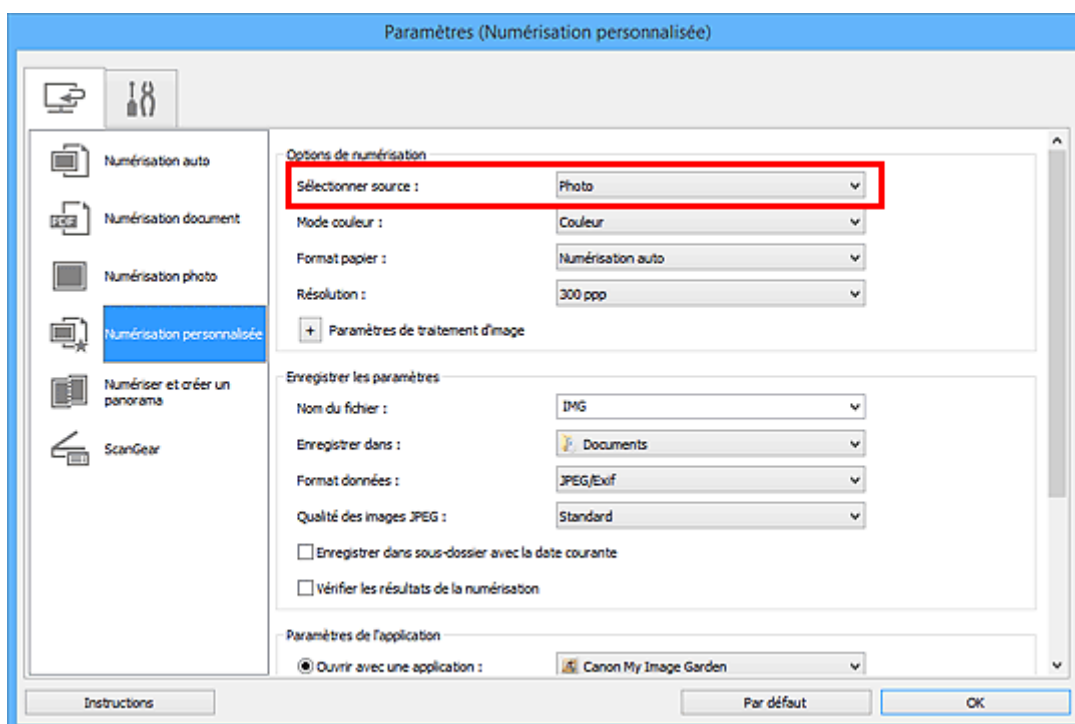 Paramètres (Numérisation personnalisée)
Numérisation auto
Numérisation document
Numérisation photo
Numérisation personnalisée
Numériser et créer un
panorama
ScanGear
Options de numérisation
Sélectionner source : Photo
Mode couleur : Couleur
Format papier : Numérisation auto
Résolution : 300 ppp
+ Paramètres de traitement d'image
Enregistrer les paramètres
Nom du fichier : IMG
Enregistrer dans : Documents
Format données : JPEG/Exif
Qualité des images JPEG : Standard
Enregistrer dans sous-dossier avec la date courante
Vérifier les résultats de la numérisation
Paramètres de l'application
Ouvrir avec une application : Canon My Image Garden
Instructions
Par défaut
OK